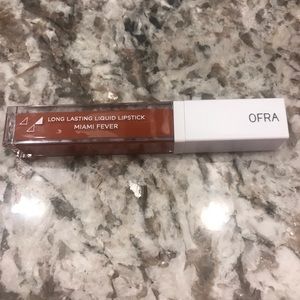 LONG LASTING LIQUID LIPSTICK
MIAMI FEVER
OFRA